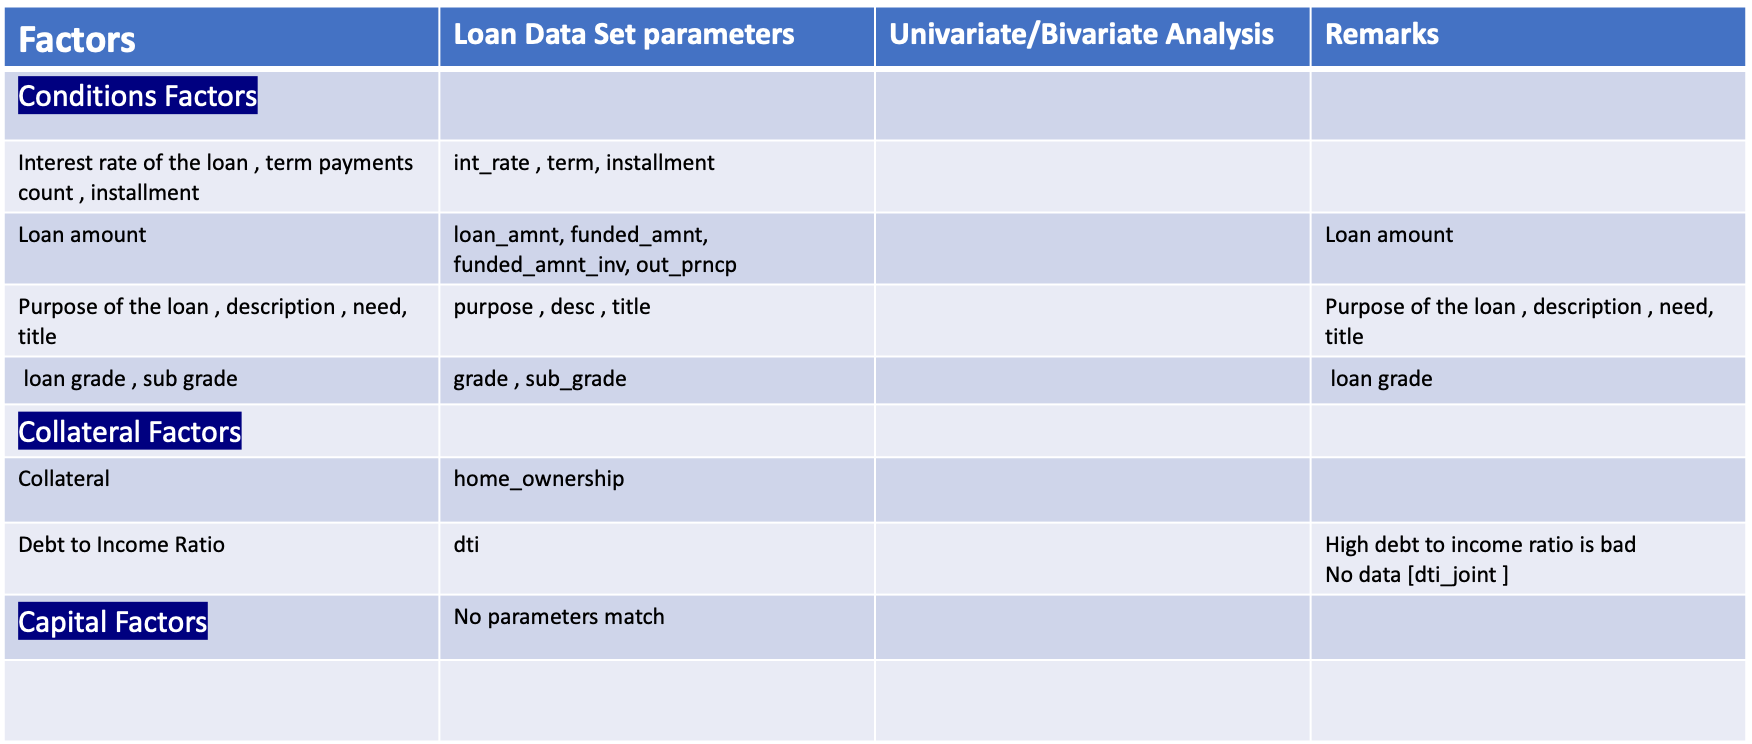 Factors
Loan Data Set parameters
Univariate/Bivariate Analysis
Remarks
Conditions Factors
Interest rate of the loan , term payments
count , installment
int_rate , term, installment
Loan amount
loan_amnt, funded_amnt,
funded_amnt_inv, out_prncp
Loan amount
Purpose of the loan , description , need,
title
purpose , desc , title
Purpose of the loan , description , need,
title
loan grade , sub grade
grade , sub_grade
loan grade
Collateral Factors
Collateral
home_ownership
Debt to Income Ratio
dti
High debt to income ratio is bad
No data [dti_joint ]
Capital Factors
No parameters match